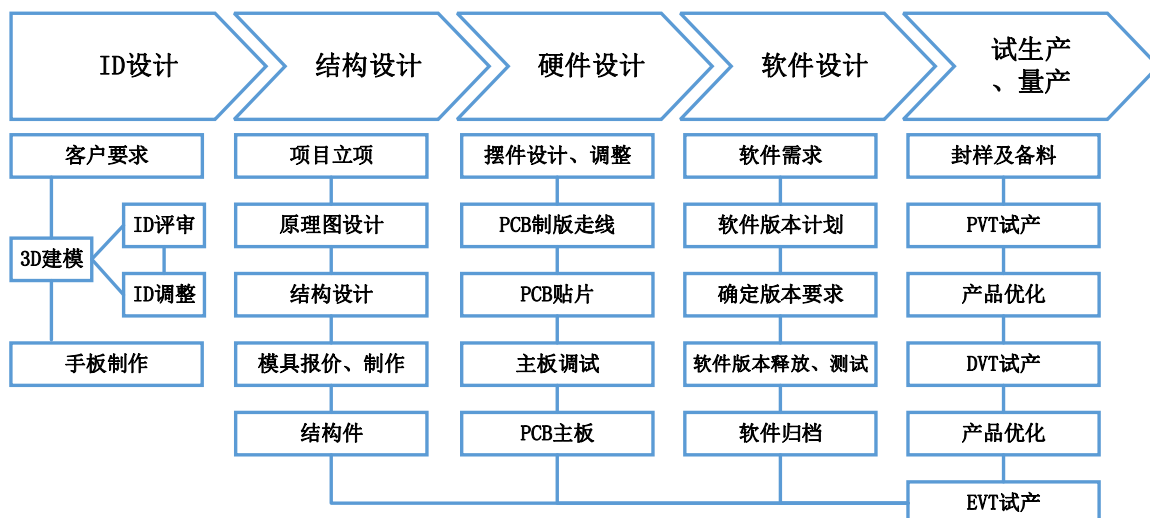 ID设计
结构设计
硬件设计
软件设计
试生产
、量产
客户要求
3D建模
ID评审
ID调整
手板制作
项目立项
原理图设计
结构设计
模具报价、制作
结构件
摆件设计、调整
PCB制版走线
PCB贴片
主板调试
PCB主板
软件需求
软件版本计划
确定版本要求
软件版本释放、测试
软件归档
封样及备料
PVT试产
产品优化
DVT试产
产品优化
EVT试产